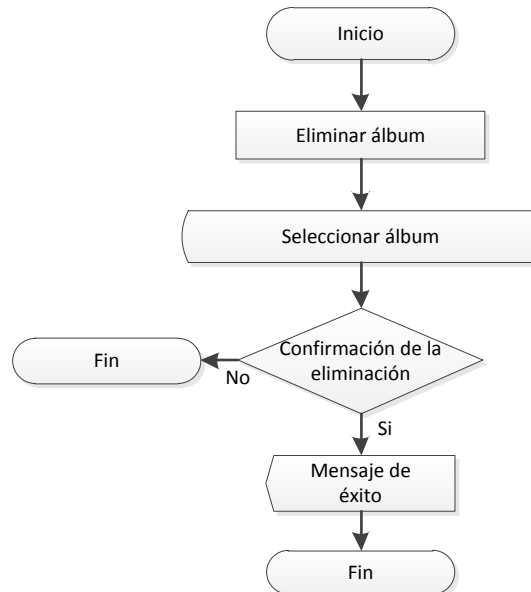 Inicio
Eliminar álbum
Seleccionar álbum
Confirmación de la
eliminación
Fin
No
Si
Mensaje de
éxito
Fin